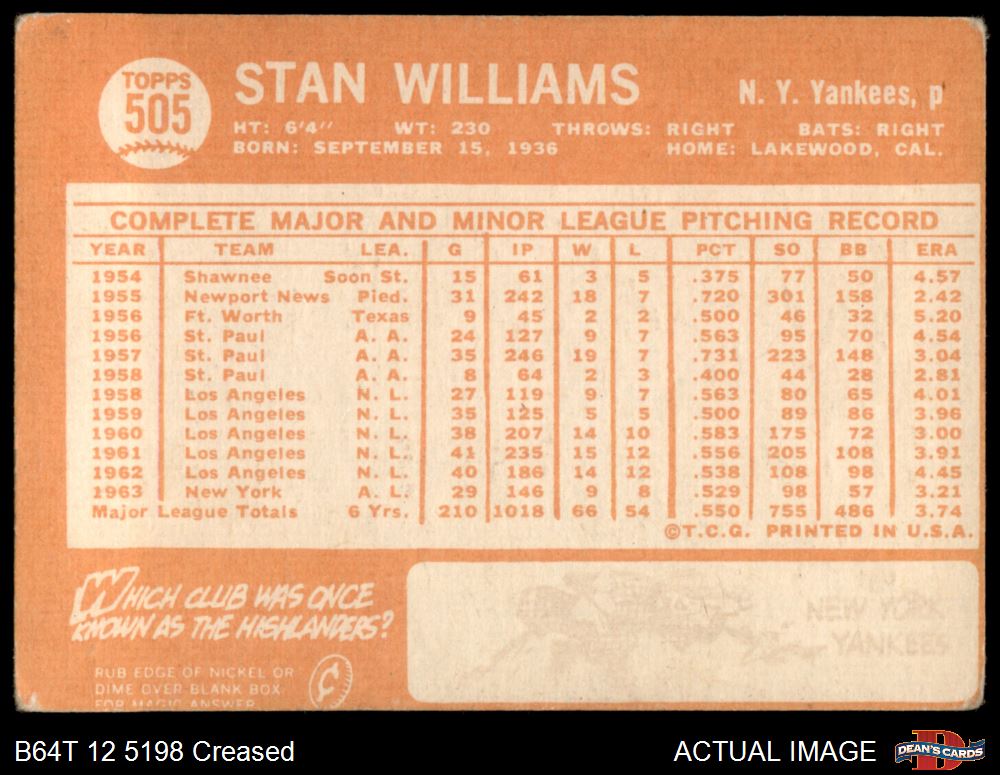 TOPPS
505
STAN WILLIAMS
N. Y. Yankees, p
HT: 6'4" WT: 230 THROWS: RIGHT BATS: RIGHT
BORN: SEPTEMBER 15, 1936 HOME: LAKEWOOD, CAL.
COMPLETE MAJOR AND MINOR LEAGUE PITCHING RECORD
YEAR TEAM LEA. G IP W L PCT SO BB ERA
1954 Shawnee Soon St. 15 61 3 5 .375 77 50 4.57
1955 Newport News Pied. 31 242 18 7 .720 301 158 2.42
1956 Ft. Worth Texas 9 45 2 2 .500 46 32 5.20
1956 St. Paul A. A. 24 127 9 7 .563 95 70 4.54
1957 St. Paul A. A. 35 246 19 7 .731 223 148 3.04
1958 St. Paul A. A. 8 64 2 3 .400 44 28 2.81
1958 Los Angeles N. L. 27 119 9 7 .563 80 65 4.01
1959 Los Angeles N. L. 35 125 5 5 .500 89 86 3.96
1960 Los Angeles N. L. 38 207 14 10 .583 175 72 3.00
1961 Los Angeles N. L. 41 235 15 12 .556 205 108 3.91
1962 Los Angeles N. L. 40 186 14 12 .538 108 98 4.45
1963 New York A. L. 29 146 9 8 .529 98 57 3.21
Major League Totals 6 Yrs. 210 1018 66 54 .550 755 486 3.74
©T.C.G. PRINTED IN U.S.A.
WHICH CLUB WAS ONCE
KNOWN AS THE HIGHLANDERS?
RUB EDGE OF NICKEL OR
DIME OVER BLANK BOX
FOR MAGIC ANSWER
NEW YORK
YANKEES
B64T 12 5198 Creased
ACTUAL IMAGE
DEAN'S CARDS